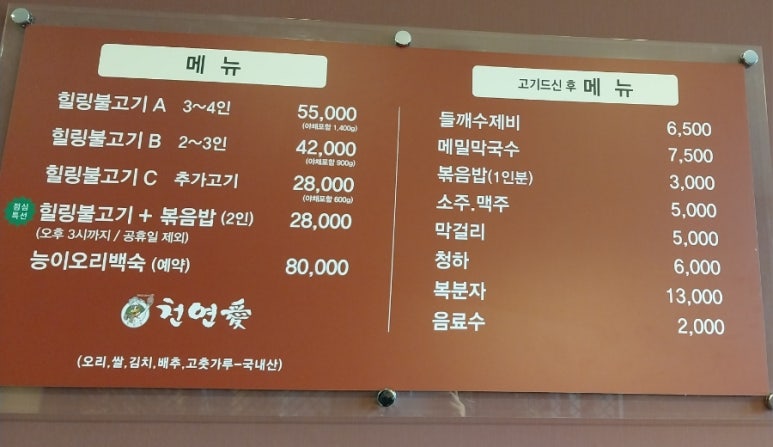 메 뉴
힐링불고기 A 3~4인 55,000
(야채포함 1,400g)
힐링불고기 B 2~3인 42,000
(야채포함 900g)
힐링불고기 C 추가고기 28,000
(야채포함 600g)
점심
특선
힐링불고기 + 볶음밥 (2인) 28,000
(오후 3시까지 / 공휴일 제외)
능이오리백숙 (예약) 80,000
천연愛
(오리,쌀,김치,배추,고춧가루-국내산)
고기드신 후 메 뉴
들깨수제비 6,500
메밀막국수 7,500
볶음밥(1인분) 3,000
소주.맥주 5,000
막걸리 5,000
청하 6,000
복분자 13,000
음료수 2,000